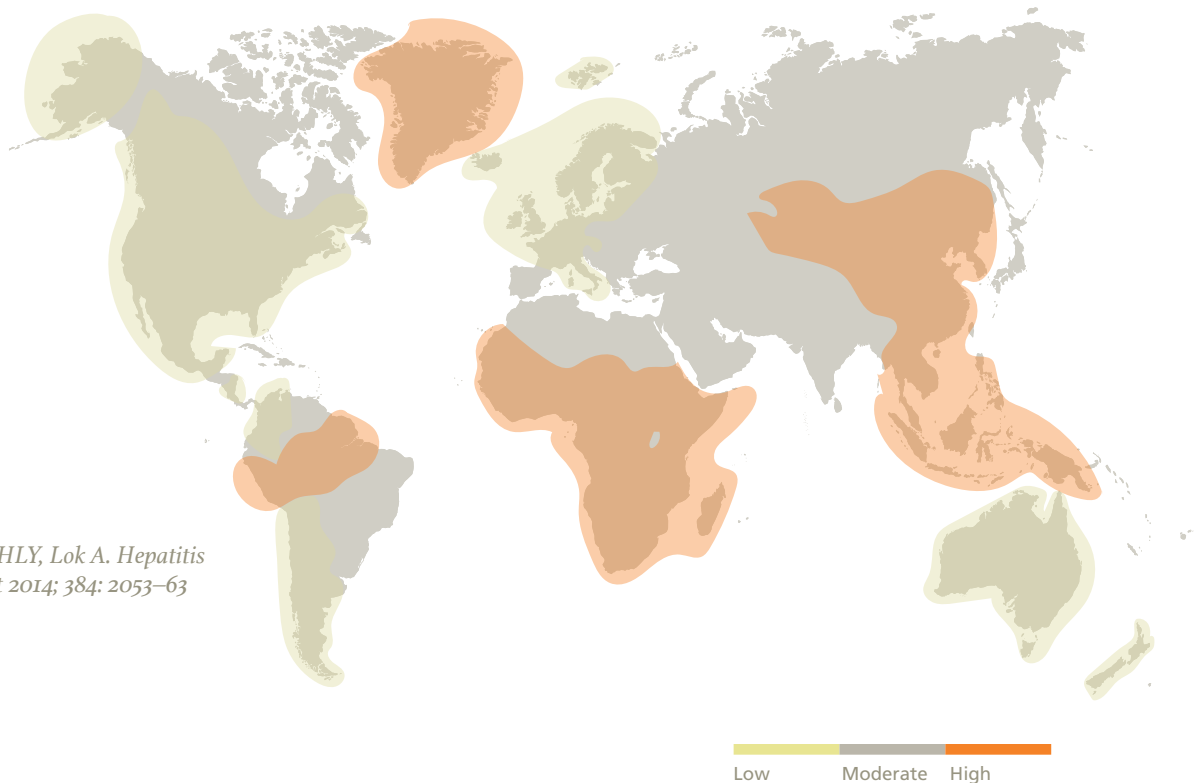 HLY, Lok A. Hepatitis
t 2014; 384: 2053–63
Low
Moderate
High